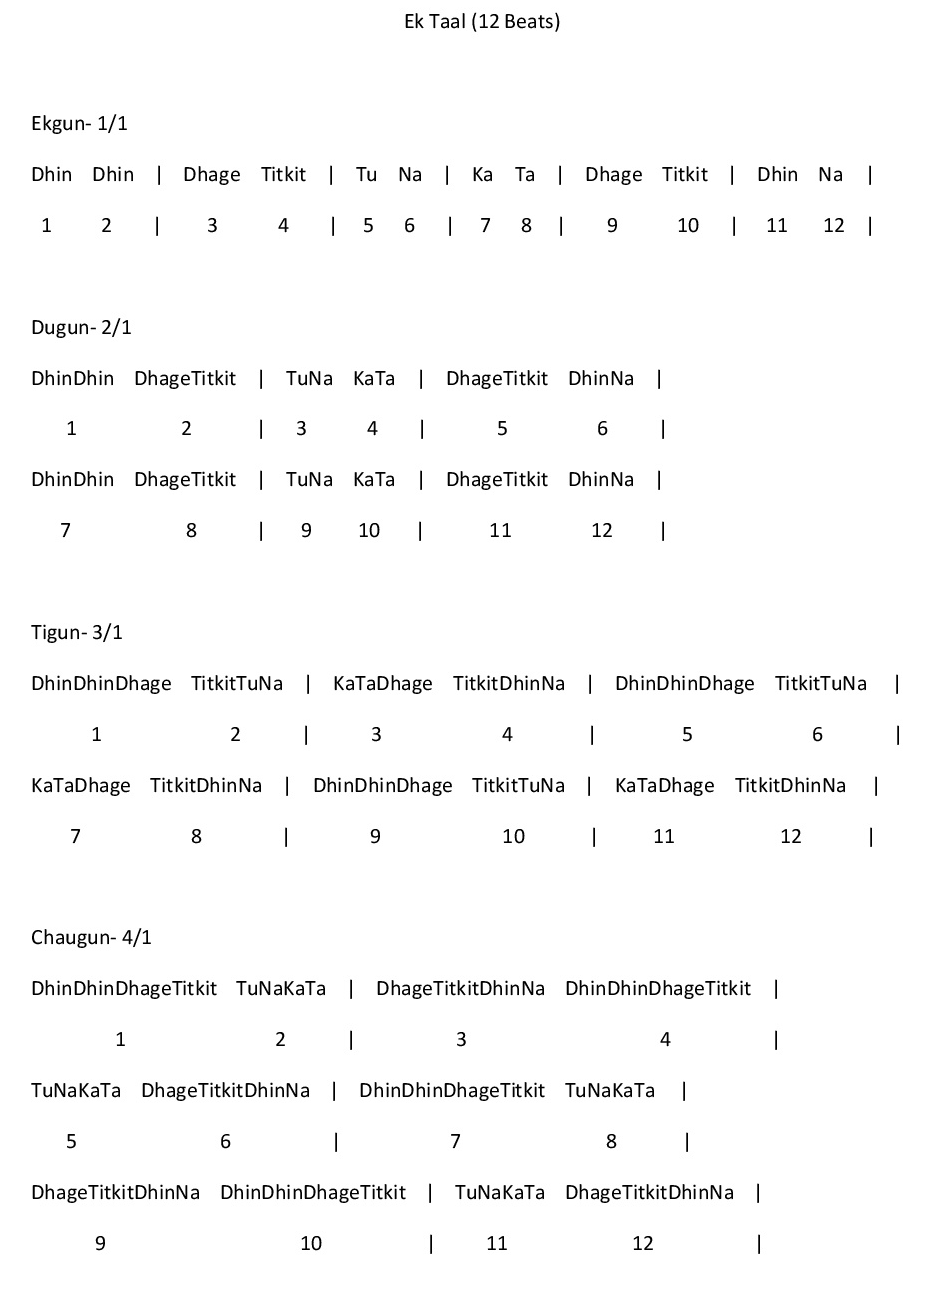 Ek Taal (12 Beats)
Ekgun- 1/1
Dhin Dhin | Dhage Titkit | Tu Na | Ka Ta | Dhage Titkit | Dhin Na |
1 2 | 3 4 | 5 6 | 7 8 | 9 10 | 11 12 |
Dugun- 2/1
DhinDhin DhageTitkit | TuNa KaTa | DhageTitkit DhinNa |
1 2 | 3 4 | 5 6 |
DhinDhin DhageTitkit | TuNa KaTa | DhageTitkit DhinNa |
7 8 | 9 10 | 11 12 |
Tigun- 3/1
DhinDhinDhage TitkitTuNa | KaTaDhage TitkitDhinNa | DhinDhinDhage TitkitTuNa |
1 2 | 3 4 | 5 6 |
KaTaDhage TitkitDhinNa | DhinDhinDhage TitkitTuNa | KaTaDhage TitkitDhinNa |
7 8 | 9 10 | 11 12 |
Chaugun- 4/1
DhinDhinDhageTitkit TuNaKaTa | DhageTitkitDhinNa DhinDhinDhageTitkit |
1 2 | 3 4 |
TuNaKaTa DhageTitkitDhinNa | DhinDhinDhageTitkit TuNaKaTa |
5 6 | 7 8 |
DhageTitkitDhinNa DhinDhinDhageTitkit | TuNaKaTa DhageTitkitDhinNa |
9 10 | 11 12 |